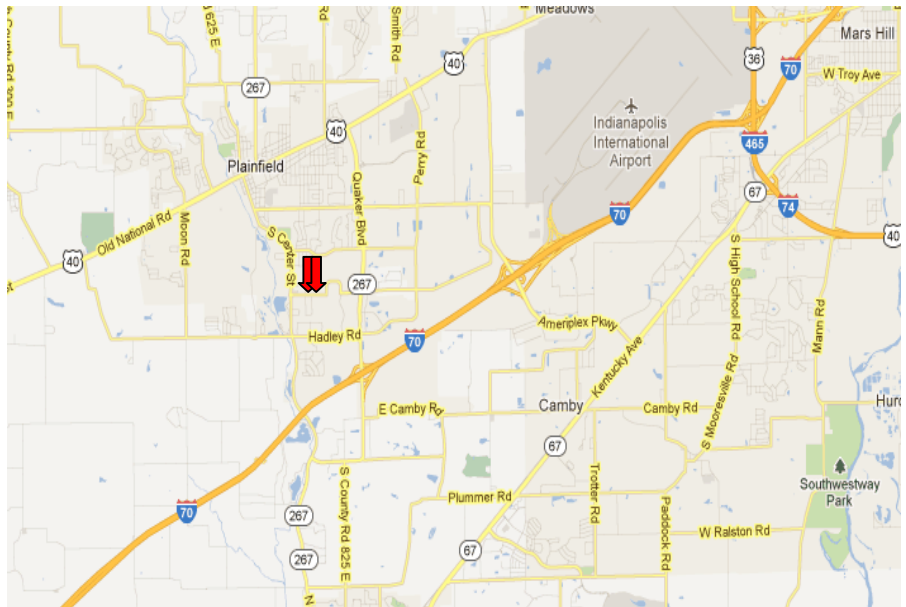 Meadows
Mars Hill
Rd
Smith Rd
625 E
36
70
W Troy Ave
40
267
Indianapolis
International
Airport
40
465
Plainfield
Perry Rd
Quaker Blvd
67
74
Old National Rd
Moon Rd
70
S Center St
40
40
S High School Rd
267
Mann Rd
Ameriplex Pkwy
Hadley Rd
70
Kentucky Ave
E Camby Rd
Camby
Camby Rd
S Mooresville Rd
67
S County Rd 825 E
Trotter Rd
Southwestway
Park
Plummer Rd
Paddock Rd
70
267
W Ralston Rd
67
267
N